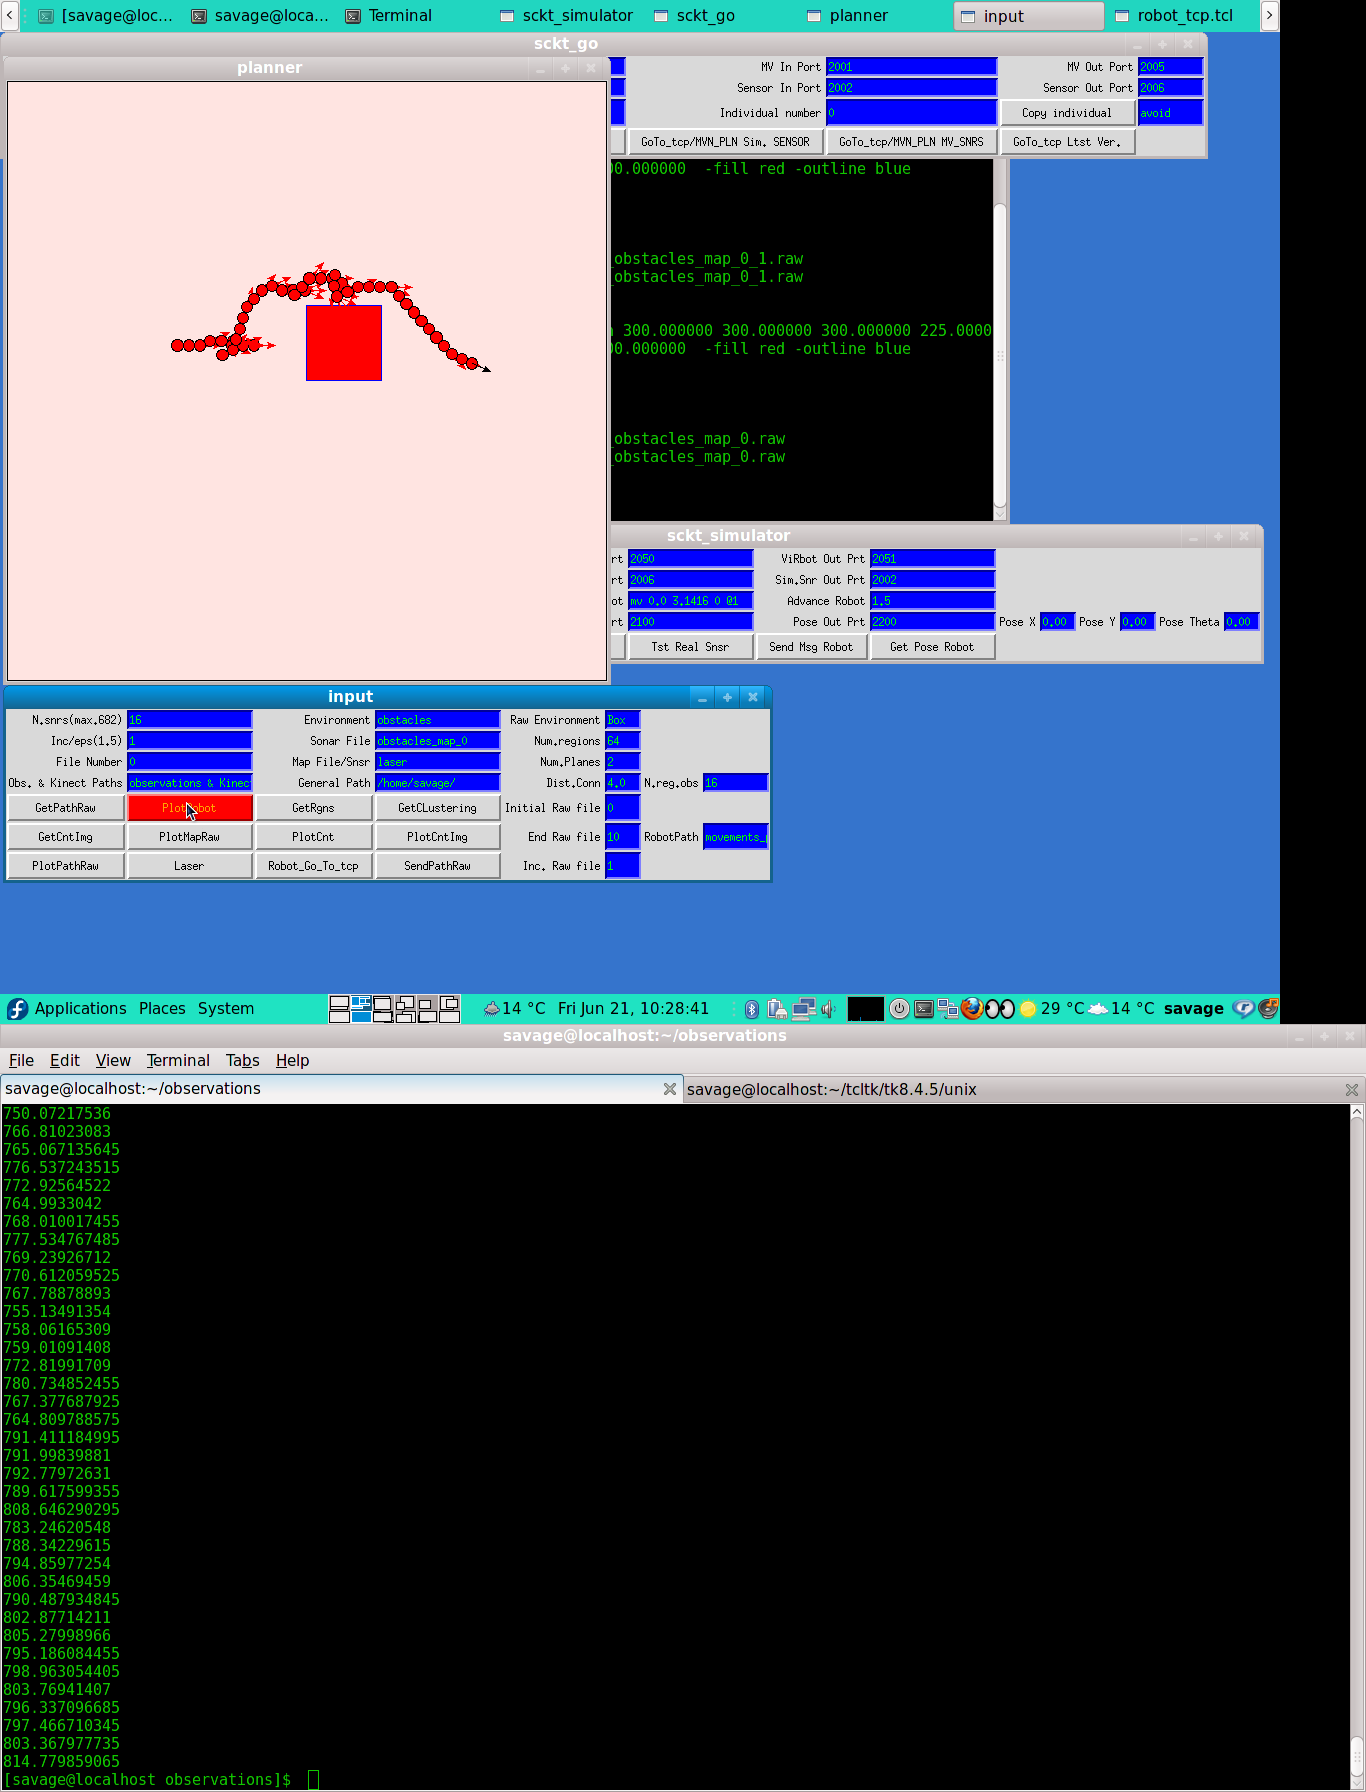 [savage@loc... savage@loca... Terminal sckt_simulator sckt_go planner input robot_tcp.tcl
sckt_go
planner
MV In Port 2001 MV Out Port 2005
Sensor In Port 2002 Sensor Out Port 2006
Individual number 0 Copy individual avoid
GoTo_tcp/MVN_PLN Sim. SENSOR GoTo_tcp/MVN_PLN MV_SNRS GoTo_tcp Ltst Ver.
00.000000 -fill red -outline blue
_obstacles_map_0_1.raw
_obstacles_map_0_1.raw
300.000000 300.000000 300.000000 225.0000
00.000000 -fill red -outline blue
_obstacles_map_0.raw
_obstacles_map_0.raw
sckt_simulator
rt 2050 ViRbot Out Prt 2051
rt 2006 Sim.Snr Out Prt 2002
ot mv 0.0 3.1416 0 @1 Advance Robot 1.5
rt 2100 Pose Out Prt 2200 Pose X 0.00 Pose Y 0.00 Pose Theta 0.00
Tst Real Snsr Send Msg Robot Get Pose Robot
input
N.snrs(max.682) 16 Environment obstacles Raw Environment Box
Inc/eps(1.5) 1 Sonar File obstacles_map_0 Num.regions 64
File Number 0 Map File/Snsr laser Num.Planes 2
Obs. & Kinect Paths observations & Kinect General Path /home/savage/ Dist.Conn 4.0 N.reg.obs 16
GetPathRaw PlotRobot GetRgns GetCLustering Initial Raw file 0
GetCntImg PlotMapRaw PlotCnt PlotCntImg End Raw file 10 RobotPath movements_
PlotPathRaw Laser Robot_Go_To_tcp SendPathRaw Inc. Raw file 1
Applications Places System 14 °C Fri Jun 21, 10:28:41 29 °C 14 °C savage
savage@localhost:~/observations
File Edit View Terminal Tabs Help
savage@localhost:~/observations savage@localhost:~/tcltk/tk8.4.5/unix
750.07217536
766.81023083
765.067135645
776.537243515
772.92564522
764.9933042
768.010017455
777.534767485
769.23926712
770.612059525
767.78878893
755.13491354
758.06165309
759.01091408
772.81991709
780.734852455
767.377687925
764.809788575
791.411184995
791.99839881
792.77972631
789.617599355
808.646290295
783.24620548
788.34229615
794.85977254
806.35469459
790.487934845
802.87714211
805.27998966
795.186084455
798.963054405
803.76941407
796.337096685
797.466710345
803.367977735
814.779859065
[savage@localhost observations]$